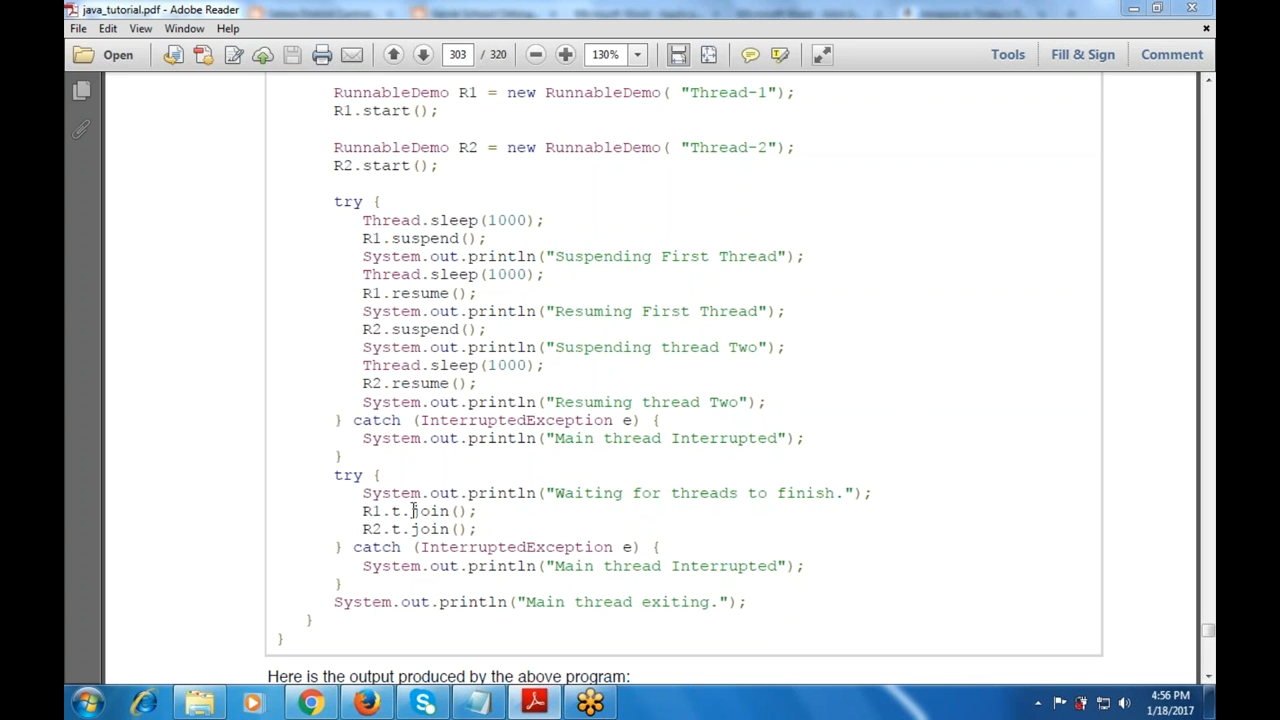 java_tutorial.pdf - Adobe Reader
File Edit View Window Help
Open 303 / 320 130% Tools Fill & Sign Comment
RunnableDemo R1 = new RunnableDemo( "Thread-1");
R1.start();
RunnableDemo R2 = new RunnableDemo( "Thread-2");
R2.start();
try {
Thread.sleep(1000);
R1.suspend();
System.out.println("Suspending First Thread");
Thread.sleep(1000);
R1.resume();
System.out.println("Resuming First Thread");
R2.suspend();
System.out.println("Suspending thread Two");
Thread.sleep(1000);
R2.resume();
System.out.println("Resuming thread Two");
} catch (InterruptedException e) {
System.out.println("Main thread Interrupted");
}
try {
System.out.println("Waiting for threads to finish.");
R1.t.join();
R2.t.join();
} catch (InterruptedException e) {
System.out.println("Main thread Interrupted");
}
System.out.println("Main thread exiting.");
}
}
Here is the output produced by the above program:
4:56 PM
1/18/2017